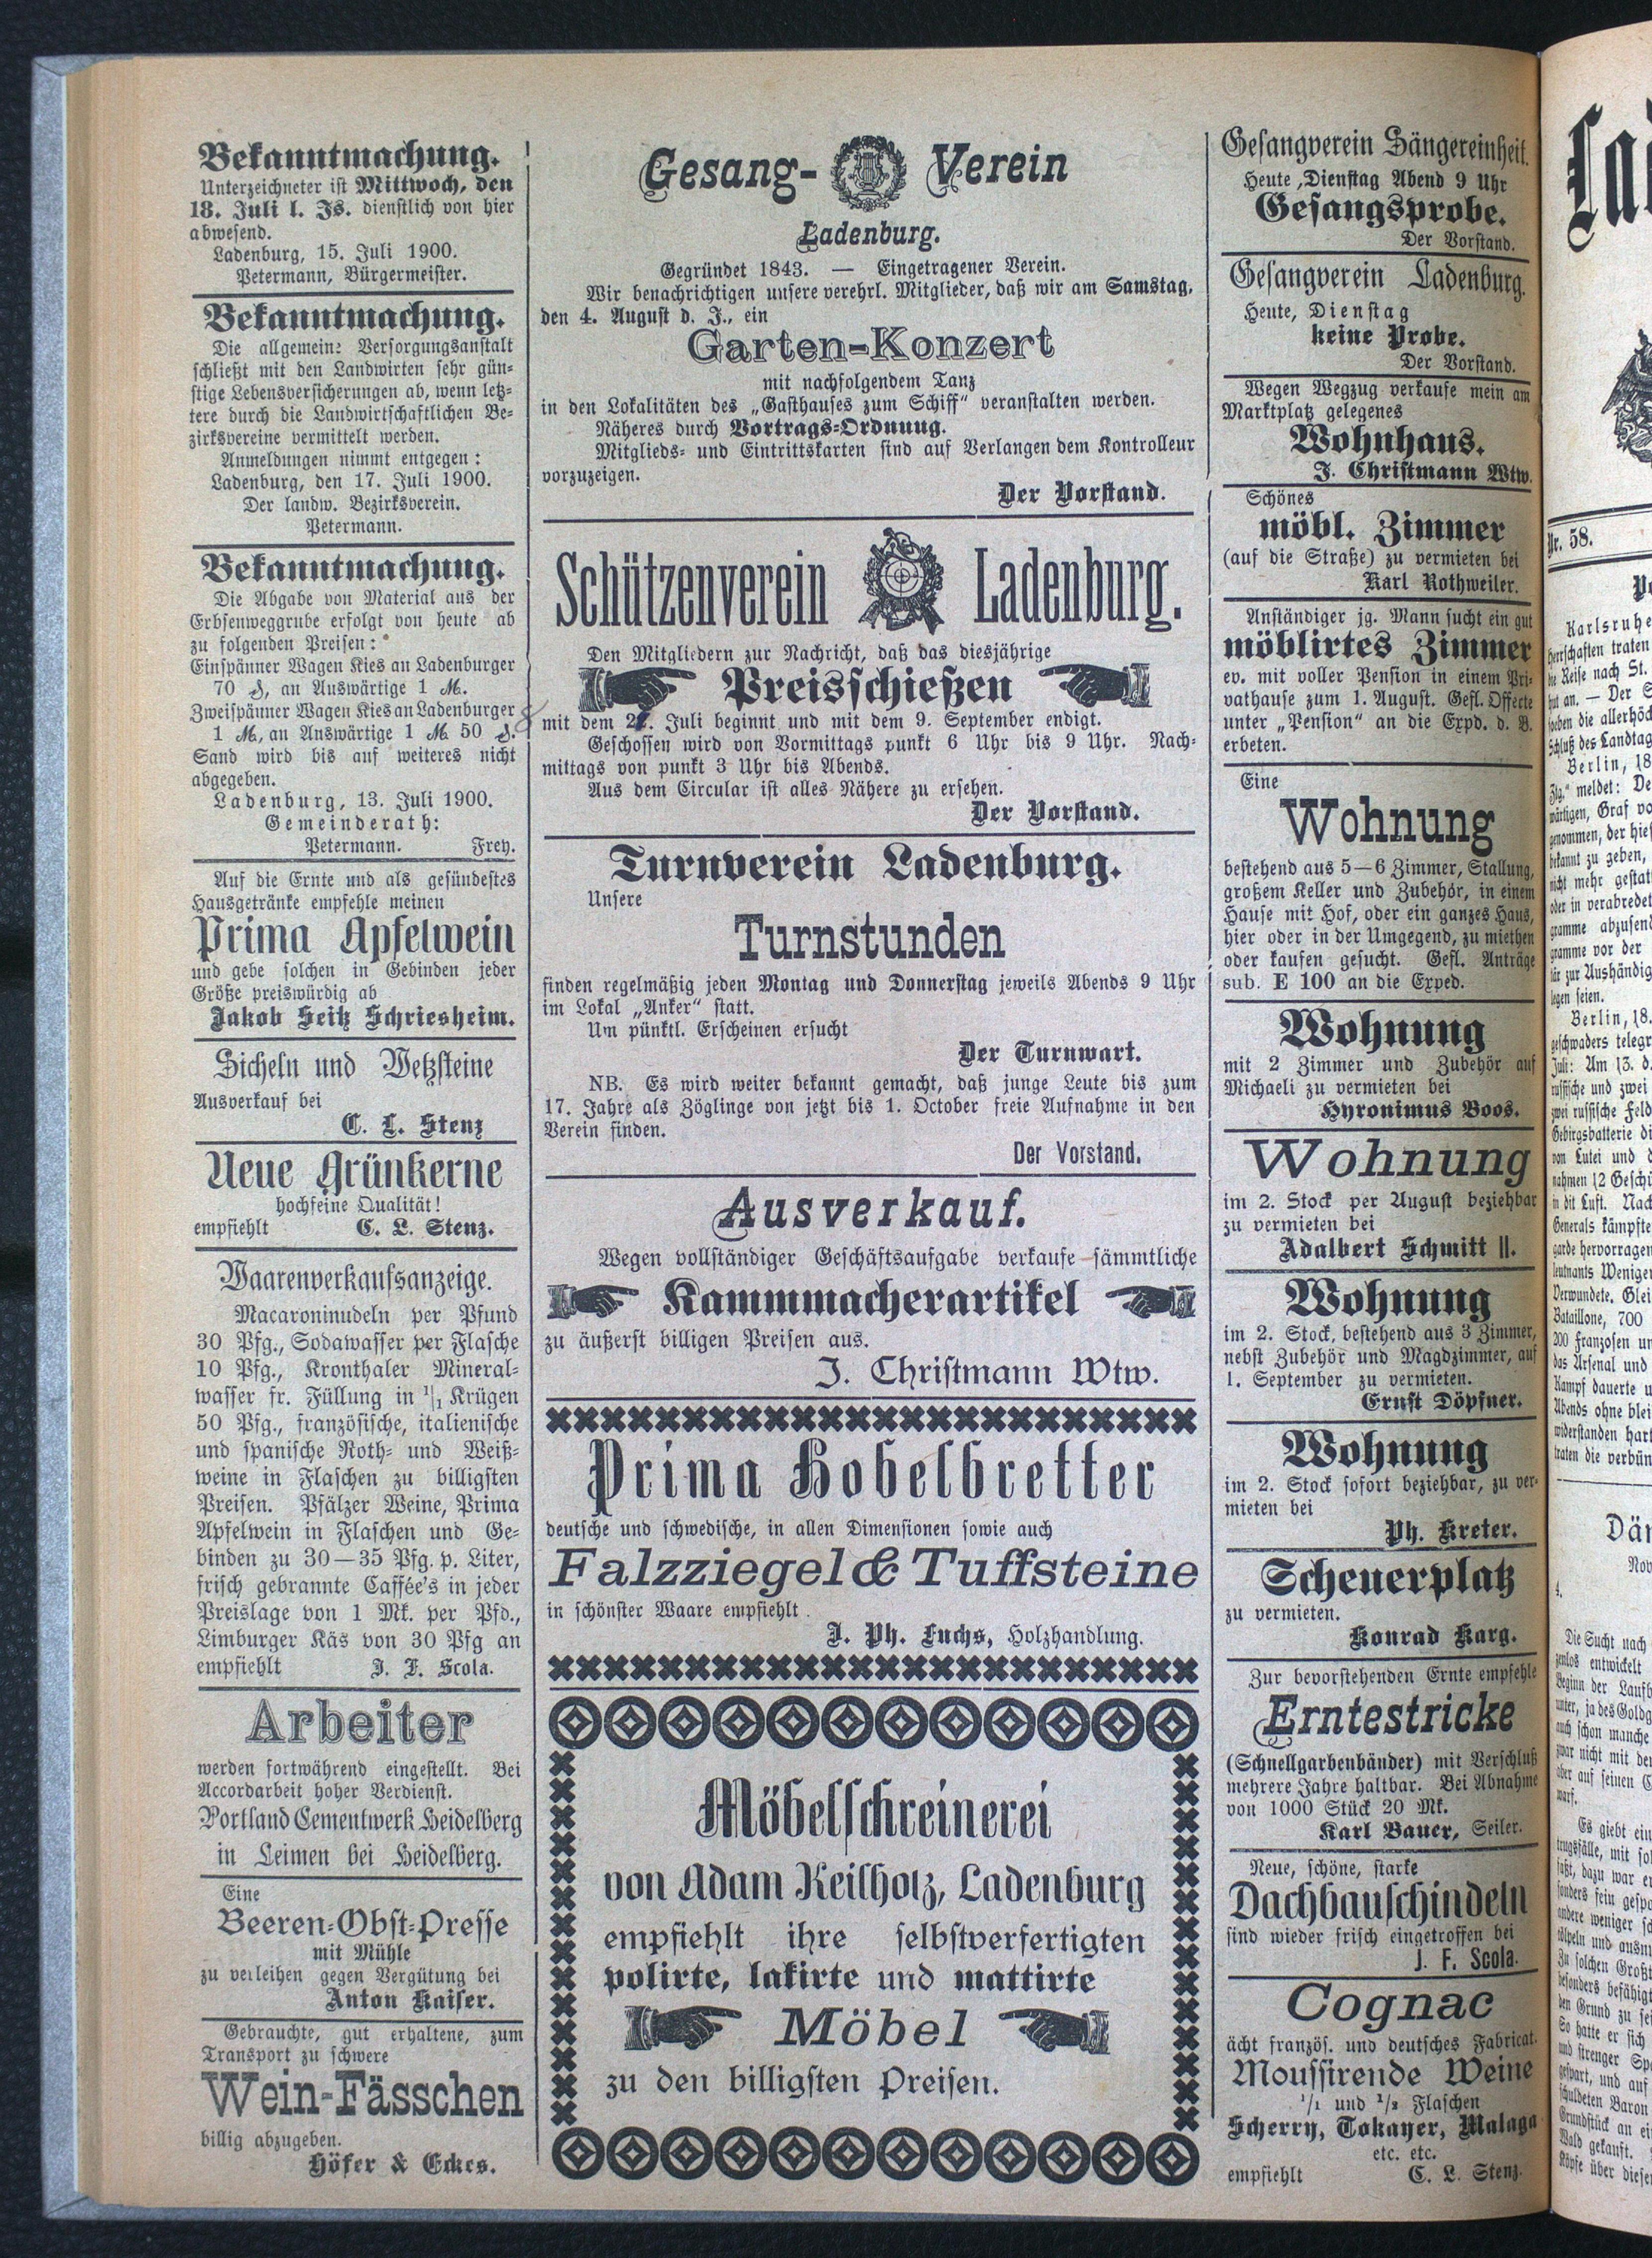 Bekanntmachung.
Unterzeichneter ist Mittwoch, den
18. Juli l. Js. dienstlich von hier
abwesend.
Ladenburg, 15. Juli 1900.
Petermann, Bürgermeister.
Bekanntmachung.
Die allgemeine Versorgungsanstalt
schließt mit den Landwirten sehr gün-
stige Lebensversicherungen ab, wenn letz-
tere durch die Landwirtschaftlichen Be-
zirksvereine vermittelt werden.
Anmeldungen nimmt entgegen:
Ladenburg, den 17. Juli 1900.
Der landw. Bezirksverein.
Petermann.
Bekanntmachung.
Die Abgabe von Material aus der
Erbsenweggrube erfolgt von heute ab
zu folgenden Preisen:
Einspänner Wagen Kies an Ladenburger
70 ₰, an Auswärtige 1 ℳ.
Zweispänner Wagen Kies an Ladenburger
1 ℳ, an Auswärtige 1 ℳ 50 ₰.
Sand wird bis auf weiteres nicht
abgegeben.
Ladenburg, 13. Juli 1900.
Gemeinderath:
Petermann. Frey.
Auf die Ernte und als gesündestes
Hausgetränke empfehle meinen
Prima Apfelwein
und gebe solchen in Gebinden jeder
Größe preiswürdig ab
Jakob Seitz Schriesheim.
Sicheln und Wetzsteine
Ausverkauf bei
C. L. Stenz
Neue Grünkerne
hochfeine Qualität!
empfiehlt C. L. Stenz.
Waarenverkaufsanzeige.
Macaroninudeln per Pfund
30 Pfg., Sodawasser per Flasche
10 Pfg., Kronthaler Mineral-
wasser fr. Füllung in 1/1 Krügen
50 Pfg., französische, italienische
und spanische Roth- und Weiß-
weine in Flaschen zu billigsten
Preisen. Pfälzer Weine, Prima
Apfelwein in Flaschen und Ge-
binden zu 30—35 Pfg. p. Liter,
frisch gebrannte Caffée's in jeder
Preislage von 1 Mk. per Pfd.,
Limburger Käs von 30 Pfg an
empfiehlt J. F. Scola.
Arbeiter
werden fortwährend eingestellt. Bei
Accordarbeit hoher Verdienst.
Portland Cementwerk Heidelberg
in Leimen bei Heidelberg.
Eine
Beeren-Obst-Presse
mit Mühle
zu verleihen gegen Vergütung bei
Anton Kaiser.
Gebrauchte, gut erhaltene, zum
Transport zu schwere
Wein-Fässchen
billig abzugeben.
Höfer & Eckes.
Gesang-Verein
Ladenburg.
Gegründet 1843. — Eingetragener Verein.
Wir benachrichtigen unsere verehrl. Mitglieder, daß wir am Samstag,
den 4. August d. J., ein
Garten-Konzert
mit nachfolgendem Tanz
in den Lokalitäten des „Gasthauses zum Schiff" veranstalten werden.
Näheres durch Vortrags-Ordnung.
Mitglieds- und Eintrittskarten sind auf Verlangen dem Kontrolleur
vorzuzeigen.
Der Vorstand.
Schützenverein Ladenburg.
Den Mitgliedern zur Nachricht, daß das diesjährige
Preisschießen
mit dem Juli beginnt und mit dem 9. September endigt.
Geschossen wird von Vormittags punkt 6 Uhr bis 9 Uhr. Nach-
mittags von punkt 3 Uhr bis Abends.
Aus dem Circular ist alles Nähere zu ersehen.
Der Vorstand.
Turnverein Ladenburg.
Unsere
Turnstunden
finden regelmäßig jeden Montag und Donnerstag jeweils Abends 9 Uhr
im Lokal „Anker" statt.
Um pünktl. Erscheinen ersucht
Der Turnwart.
NB. Es wird weiter bekannt gemacht, daß junge Leute bis zum
17. Jahre als Zöglinge von jetzt bis 1. October freie Aufnahme in den
Verein finden.
Der Vorstand.
Ausverkauf.
Wegen vollständiger Geschäftsaufgabe verkaufe sämmtliche
Kammmacherartikel
zu äußerst billigen Preisen aus.
J. Christmann Wtw.
Prima Hobelbretter
deutsche und schwedische, in allen Dimensionen sowie auch
Falzziegel & Tuffsteine
in schönster Waare empfiehlt
J. Ph. Fuchs, Holzhandlung.
Möbelschreinerei
von Adam Keilholz, Ladenburg
empfiehlt ihre selbstverfertigten
polirte, lakirte und mattirte
Möbel
zu den billigsten Preisen.
Gesangverein Sängereinheit.
Heute, Dienstag Abend 9 Uhr
Gesangsprobe.
Der Vorstand.
Gesangverein Ladenburg.
Heute, Dienstag
keine Probe.
Der Vorstand.
Wegen Wegzug verkaufe mein am
Marktplatz gelegenes
Wohnhaus.
J. Christmann Wtw.
Schönes
möbl. Zimmer
(auf die Straße) zu vermieten bei
Karl Rothweiler.
Anständiger jg. Mann sucht ein gut
möblirtes Zimmer
ev. mit voller Pension in einem Pri-
vathause zum 1. August. Gefl. Offerte
unter „Pension" an die Expd. d. B.
erbeten.
Eine
Wohnung
bestehend aus 5—6 Zimmer, Stallung,
großem Keller und Zubehör, in einem
Hause mit Hof, oder ein ganzes Haus,
hier oder in der Umgegend, zu miethen
oder kaufen gesucht. Gefl. Anträge
sub. E 100 an die Exped.
Wohnung
mit 2 Zimmer und Zubehör auf
Michaeli zu vermieten bei
Hyronimus Boos.
Wohnung
im 2. Stock per August beziehbar
zu vermieten bei
Adalbert Schmitt II.
Wohnung
im 2. Stock, bestehend aus 3 Zimmer,
nebst Zubehör und Magdzimmer, auf
1. September zu vermieten.
Ernst Döpfner.
Wohnung
im 2. Stock sofort beziehbar, zu ver-
mieten bei
Ph. Kreter.
Scheuerplatz
zu vermieten.
Konrad Karg.
Zur bevorstehenden Ernte empfehle
Erntestricke
(Schnellgarbenbänder) mit Verschluß
mehrere Jahre haltbar. Bei Abnahme
von 1000 Stück 20 Mk.
Karl Bauer, Seiler.
Neue, schöne, starke
Dachbauschindeln
sind wieder frisch eingetroffen bei
J. F. Scola.
Cognac
ächt französ. und deutsches Fabricat.
Moussirende Weine
1/1 und 1/2 Flaschen
Scherry, Tokayer, Malaga
etc. etc.
empfiehlt C. L. Stenz.
Nr. 58.